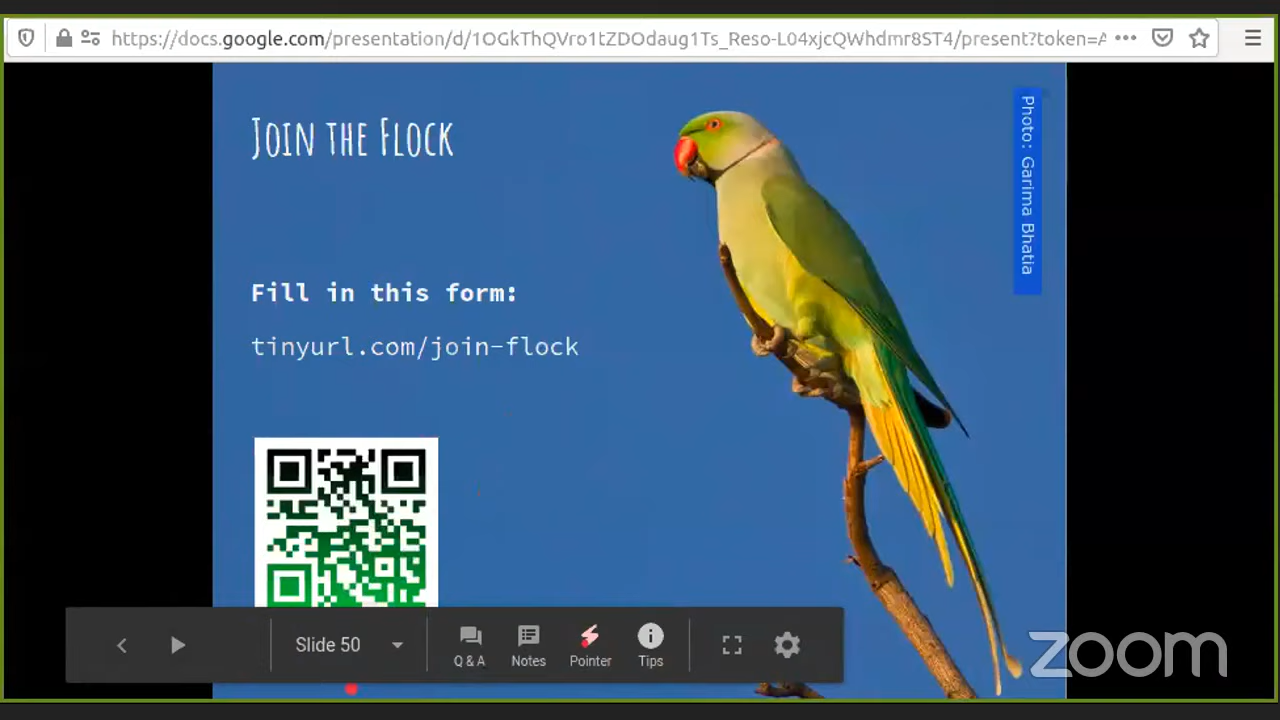 https://docs.google.com/presentation/d/1OGkThQVro1tZDOdaug1Ts_Reso-L04xjcQWhdmr8ST4/present?token=A
Join the Flock
Photo: Garima Bhatia
Fill in this form:
tinyurl.com/join-flock
Slide 50
Q & A
Notes
Pointer
Tips
zoom